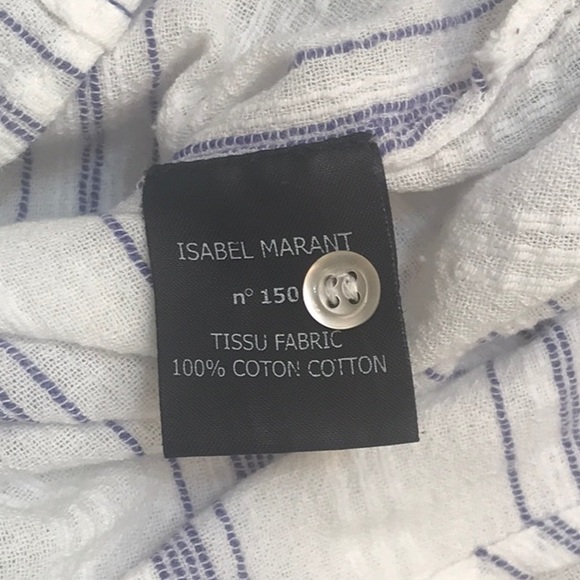 ISABEL MARANT
n° 150
TISSU FABRIC
100% COTON COTTON